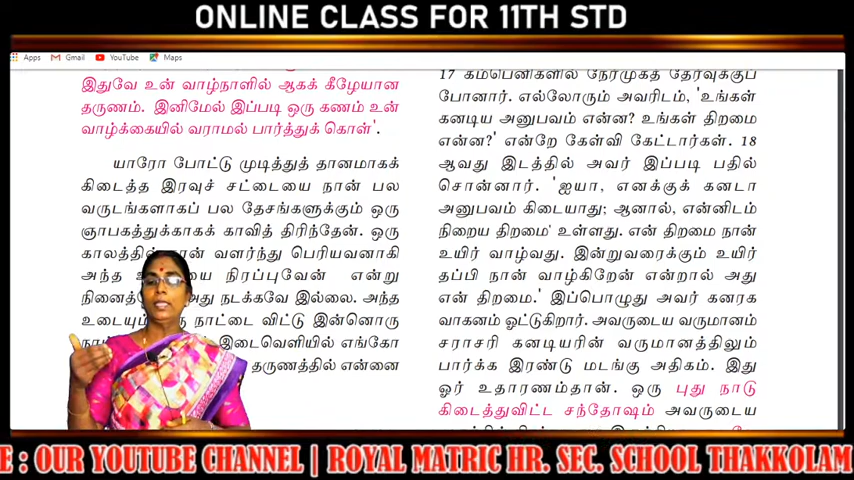 ONLINE CLASS FOR 11TH STD
Apps Gmail YouTube Maps
இதுவே உன் வாழ்நாளில் ஆகக் கீழேயான
தருணம். இனிமேல் இப்படி ஒரு கணம் உன்
வாழ்க்கையில் வராமல் பார்த்துக் கொள்'.
யாரோ போட்டு முடித்துத் தானமாகக்
கிடைத்த இரவுச் சட்டையை நான் பல
வருடங்களாகப் பல தேசங்களுக்கும் ஒரு
ஞாபகத்துக்காகக் காவித் திரிந்தேன். ஒரு
காலத்தில் வளர்ந்து பெரியவனாகி
அந்த நிரப்புவேன் என்று
அது நடக்கவே இல்லை. அந்த
நாட்டை விட்டு இன்னொரு
இடைவெளியில் எங்கோ
தருணத்தில் என்னை
17 கம்பெனிகளில் நேர்முகத் தேர்வுக்குப்
போனார். எல்லோரும் அவரிடம், 'உங்கள்
கனடிய அனுபவம் என்ன? உங்கள் திறமை
என்ன?' என்றே கேள்வி கேட்டார்கள். 18
ஆவது இடத்தில் அவர் இப்படி பதில்
சொன்னார். 'ஐயா, எனக்குக் கனடா
அனுபவம் கிடையாது; ஆனால், என்னிடம்
நிறைய திறமை உள்ளது. என் திறமை நான்
உயிர் வாழ்வது. இன்றுவரைக்கும் உயிர்
தப்பி நான் வாழ்கிறேன் என்றால் அது
என் திறமை.' இப்பொழுது அவர் கனரக
வாகனம் ஓட்டுகிறார். அவருடைய வருமானம்
சராசரி கனடியரின் வருமானத்திலும்
பார்க்க இரண்டு மடங்கு அதிகம். இது
ஓர் உதாரணம்தான். ஒரு புது நாடு
கிடைத்துவிட்ட சந்தோஷம் அவருடைய
E : OUR YOUTUBE CHANNEL | ROYAL MATRIC HR. SEC. SCHOOL THAKKOLAM